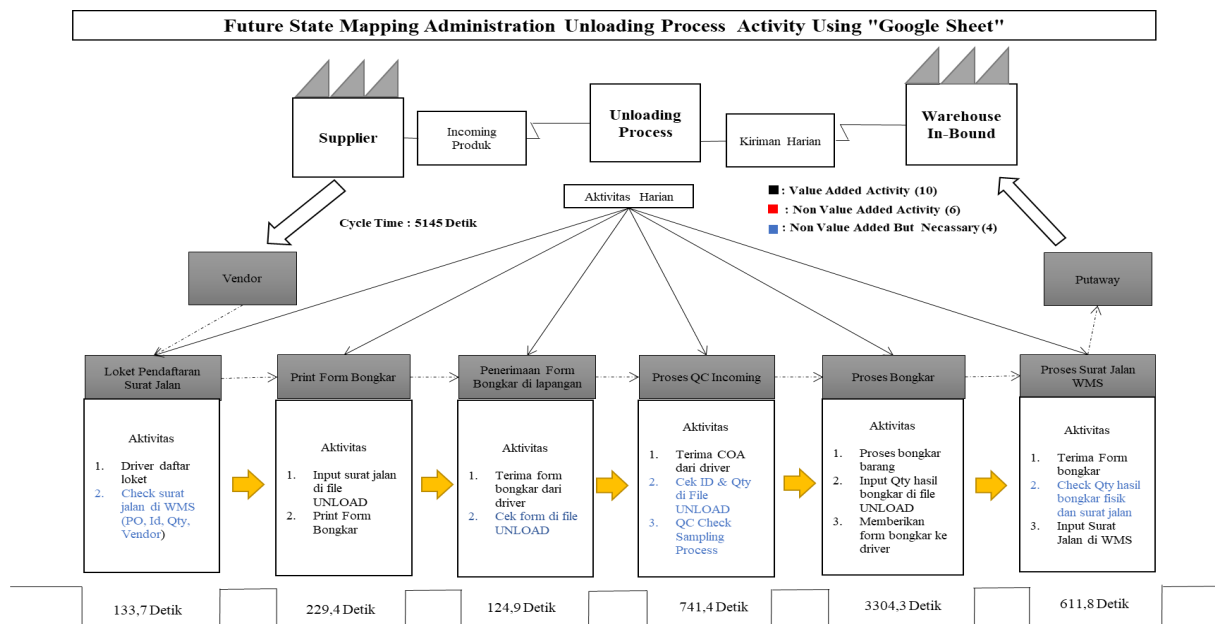 Future State Mapping Administration Unloading Process Activity Using "Google Sheet"
Supplier
Incoming
Produk
Unloading
Process
Kiriman Harian
Warehouse
In-Bound
Aktivitas Harian
: Value Added Activity (10)
: Non Value Added Activity (6)
: Non Value Added But Necassary (4)
Cycle Time : 5145 Detik
Vendor
Putaway
Loket Pendaftaran
Surat Jalan
Print Form Bongkar
Penerimaan Form
Bongkar di lapangan
Proses QC Incoming
Proses Bongkar
Proses Surat Jalan
WMS
Aktivitas
1. Driver daftar
loket
2. Check surat
jalan di WMS
(PO, Id, Qty,
Vendor)
Aktivitas
1. Input surat jalan
di file
UNLOAD
2. Print Form
Bongkar
Aktivitas
1. Terima form
bongkar dari
driver
2. Cek form di file
UNLOAD
Aktivitas
1. Terima COA
dari driver
2. Cek ID & Qty
di File
UNLOAD
3. QC Check
Sampling
Process
Aktivitas
1. Proses bongkar
barang
2. Input Qty hasil
bongkar di file
UNLOAD
3. Memberikan
form bongkar ke
driver
Aktivitas
1. Terima Form
bongkar
2. Check Qty hasil
bongkar fisik
dan surat jalan
3. Input Surat
Jalan di WMS
133,7 Detik
229,4 Detik
124,9 Detik
741,4 Detik
3304,3 Detik
611,8 Detik